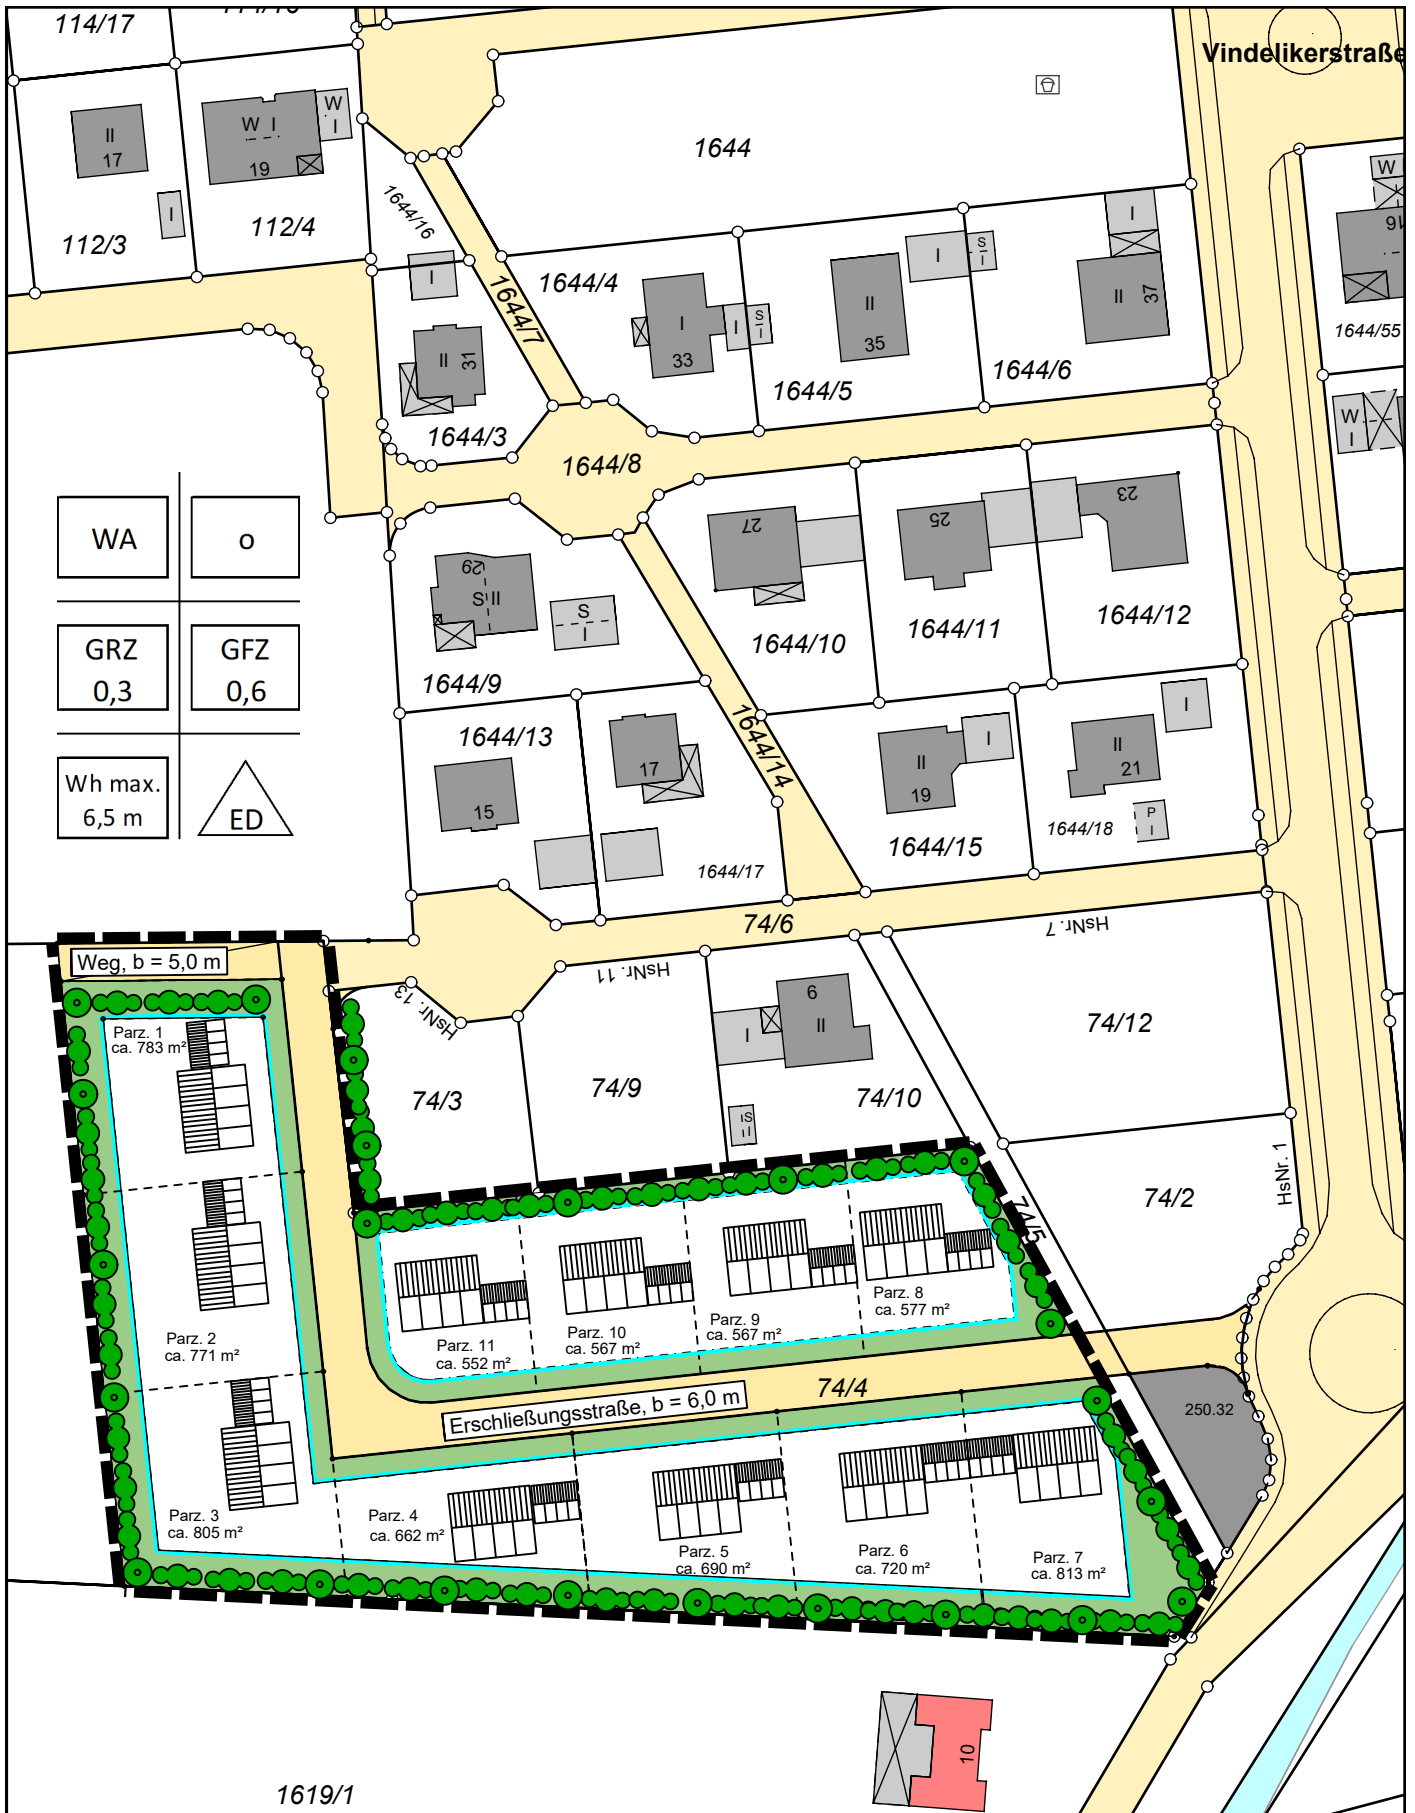 114/17
Vindelikerstraße
II
17
W I
19
W
I
I
112/3
112/4
1644/16
1644
I
1644/7
1644/4
I
33
I
S
I
II
35
I
S
I
I
II
37
W
16
1644/55
W
I
II
31
1644/3
1644/5
1644/6
1644/8
WA
o
GRZ
0,3
GFZ
0,6
Wh max.
6,5 m
ED
29
S II
S
I
1644/9
27
25
23
1644/10
1644/11
1644/12
1644/13
15
17
1644/17
1644/14
II
19
I
1644/15
II
21
I
P
I
1644/18
74/6
HsNr. 7
HsNr. 11
HsNr. 13
Weg, b = 5,0 m
6
II
I
S
I
74/3
74/9
74/10
74/12
74/5
74/2
HsNr. 1
Parz. 1
ca. 783 m²
Parz. 2
ca. 771 m²
Parz. 3
ca. 805 m²
Parz. 11
ca. 552 m²
Parz. 10
ca. 567 m²
Parz. 9
ca. 567 m²
Parz. 8
ca. 577 m²
74/4
Erschließungsstraße, b = 6,0 m
250.32
Parz. 4
ca. 662 m²
Parz. 5
ca. 690 m²
Parz. 6
ca. 720 m²
Parz. 7
ca. 813 m²
10
1619/1